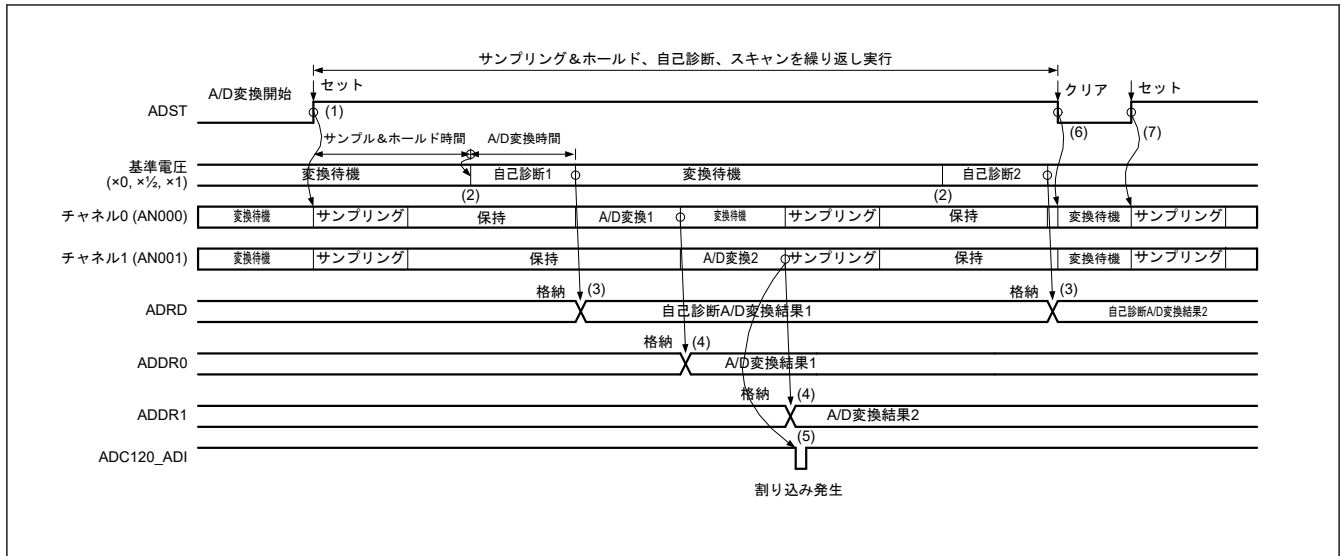 サンプリング＆ホールド、自己診断、スキャンを繰り返し実行
A/D変換開始 セット クリア セット
ADST (1) (6) (7)
サンプル＆ホールド時間 A/D変換時間
基準電圧 (×0, ×½, ×1) 変換待機 自己診断1 変換待機 自己診断2
(2) (2)
チャネル0 (AN000) 変換待機 サンプリング 保持 A/D変換1 変換待機 サンプリング 保持 変換待機 サンプリング
チャネル1 (AN001) 変換待機 サンプリング 保持 A/D変換2 サンプリング 保持 変換待機 サンプリング
格納 (3) 格納 (3)
ADRD 自己診断A/D変換結果1 自己診断A/D変換結果2
格納 (4)
ADDR0 A/D変換結果1
格納 (4)
ADDR1 A/D変換結果2
(5)
ADC120_ADI
割り込み発生